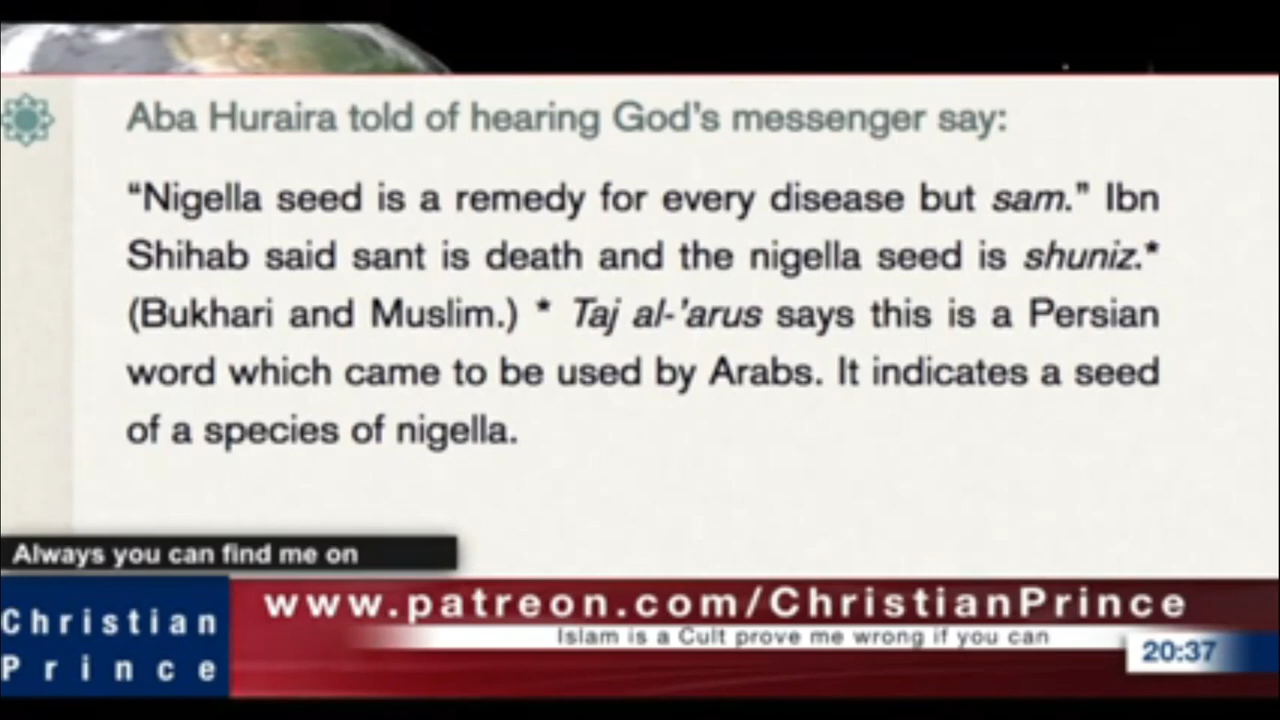 Aba Huraira told of hearing God's messenger say:
“Nigella seed is a remedy for every disease but sam.” Ibn
Shihab said sant is death and the nigella seed is shuniz.*
(Bukhari and Muslim.) * Taj al-'arus says this is a Persian
word which came to be used by Arabs. It indicates a seed
of a species of nigella.
Always you can find me on
Christian
Prince
www.patreon.com/ChristianPrince
Islam is a Cult prove me wrong if you can
20:37